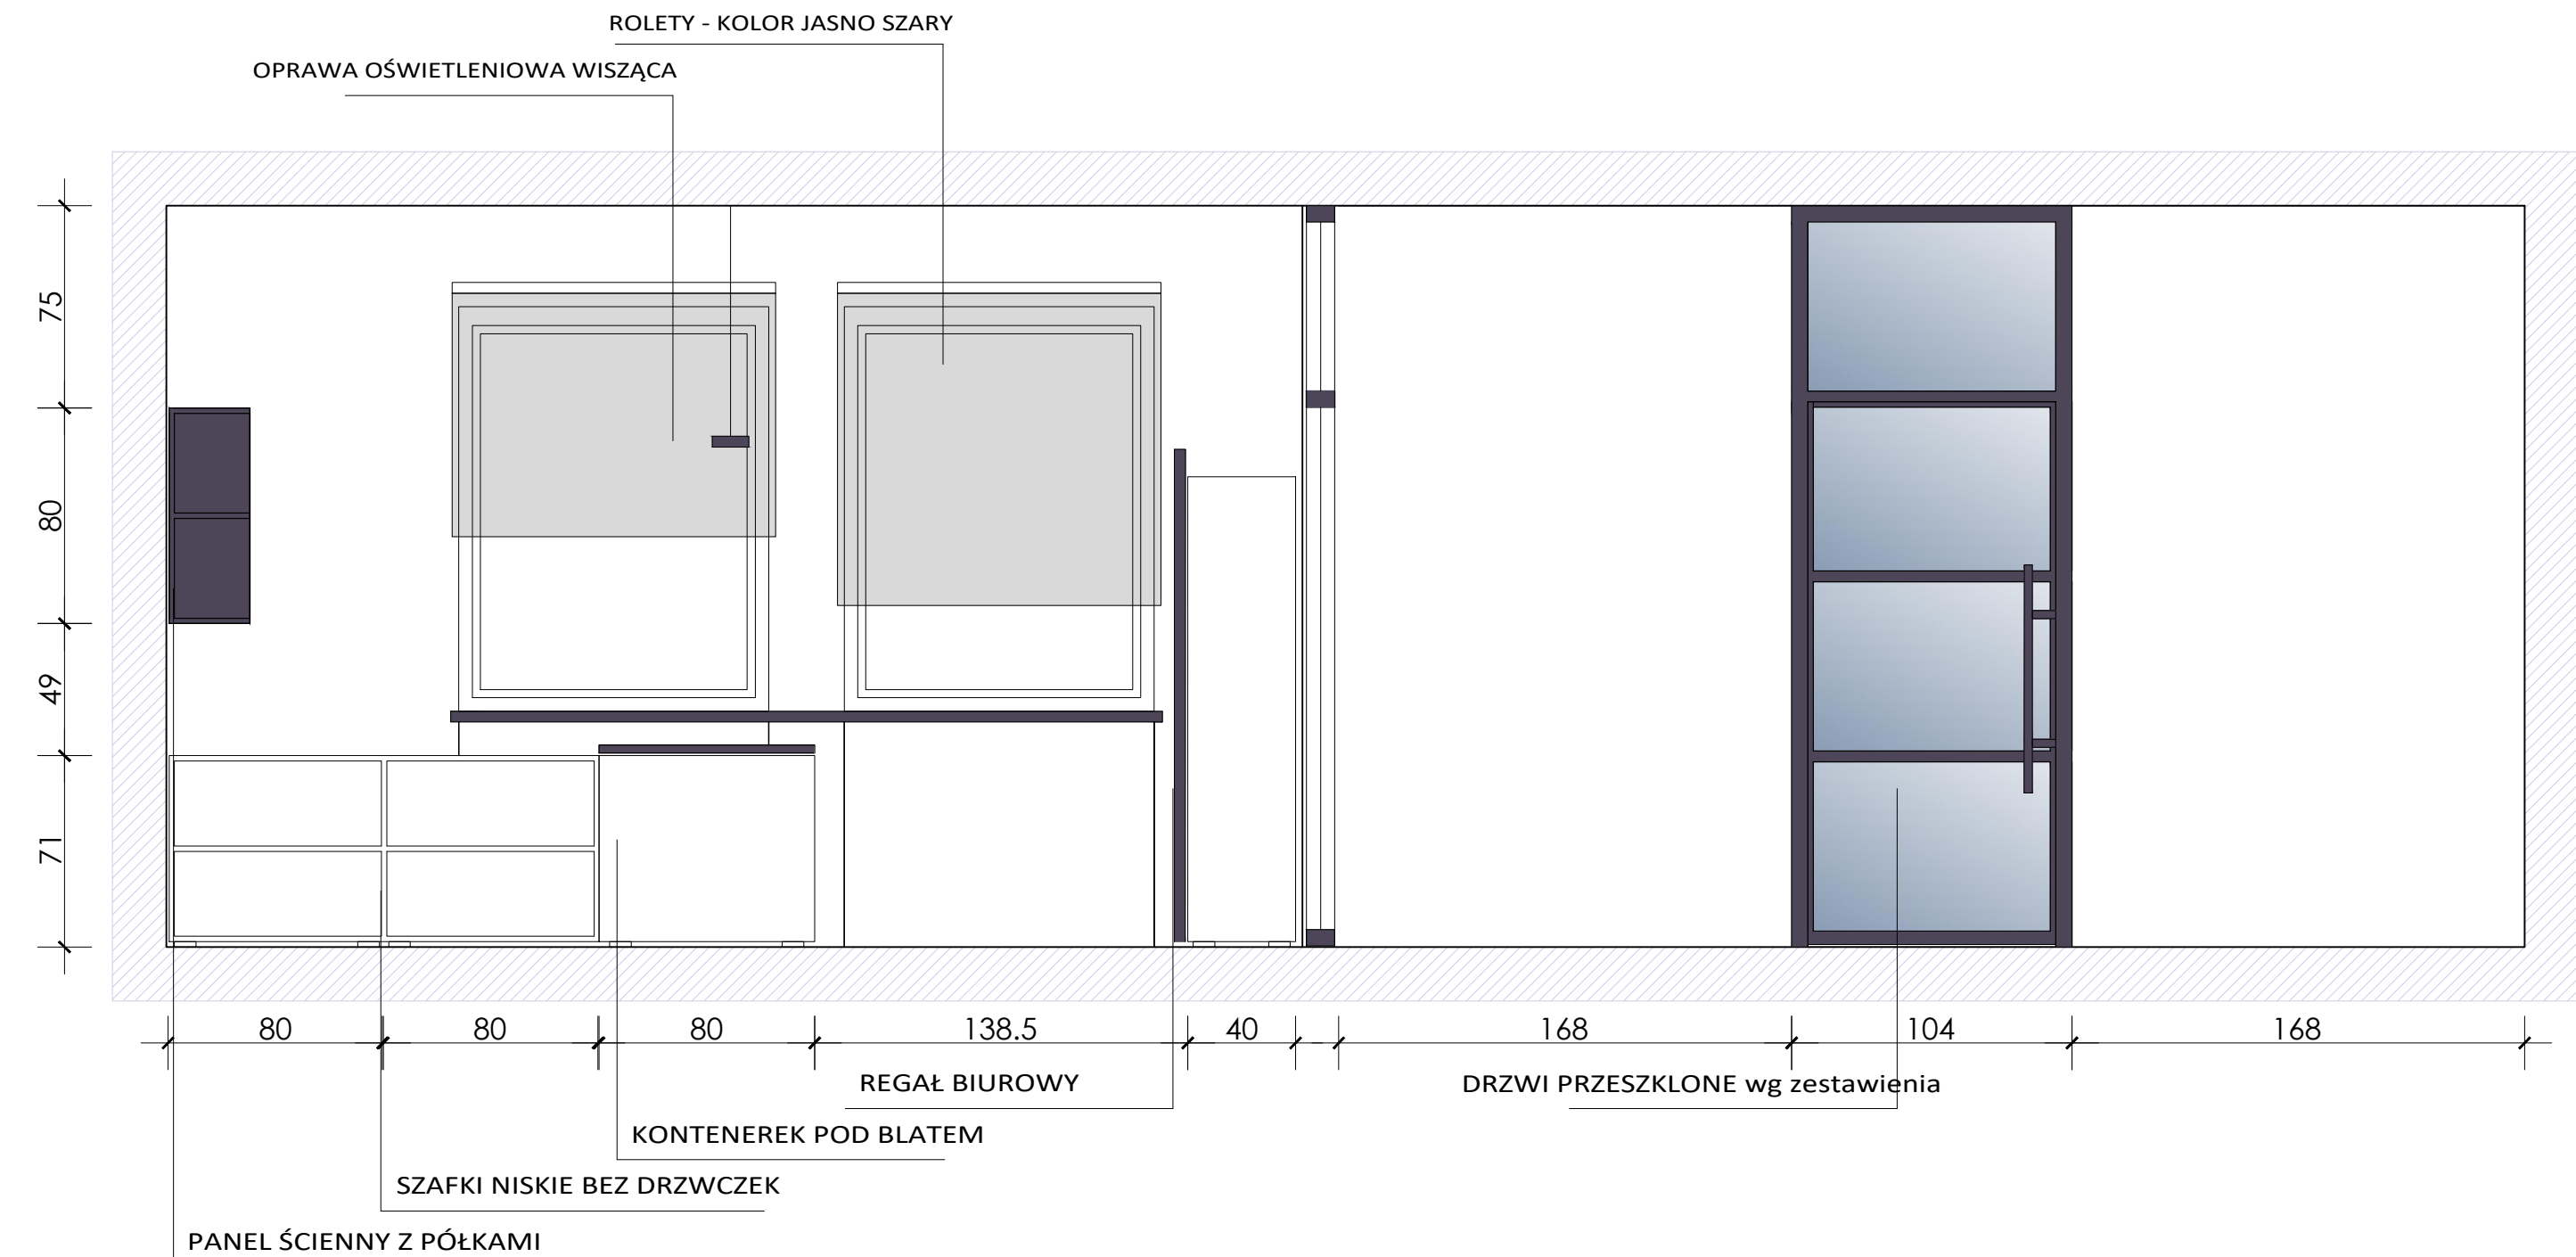 ROLETY - KOLOR JASNO SZARY
OPRAWA OŚWIETLENIOWA WISZĄCA
75
80
49
71
80
80
80
138.5
40
168
104
168
REGAŁ BIUROWY
DRZWI PRZESZKLONE wg zestawienia
KONTENEREK POD BLATEM
SZAFKI NISKIE BEZ DRZWCZEK
PANEL ŚCIENNY Z PÓŁKAMI